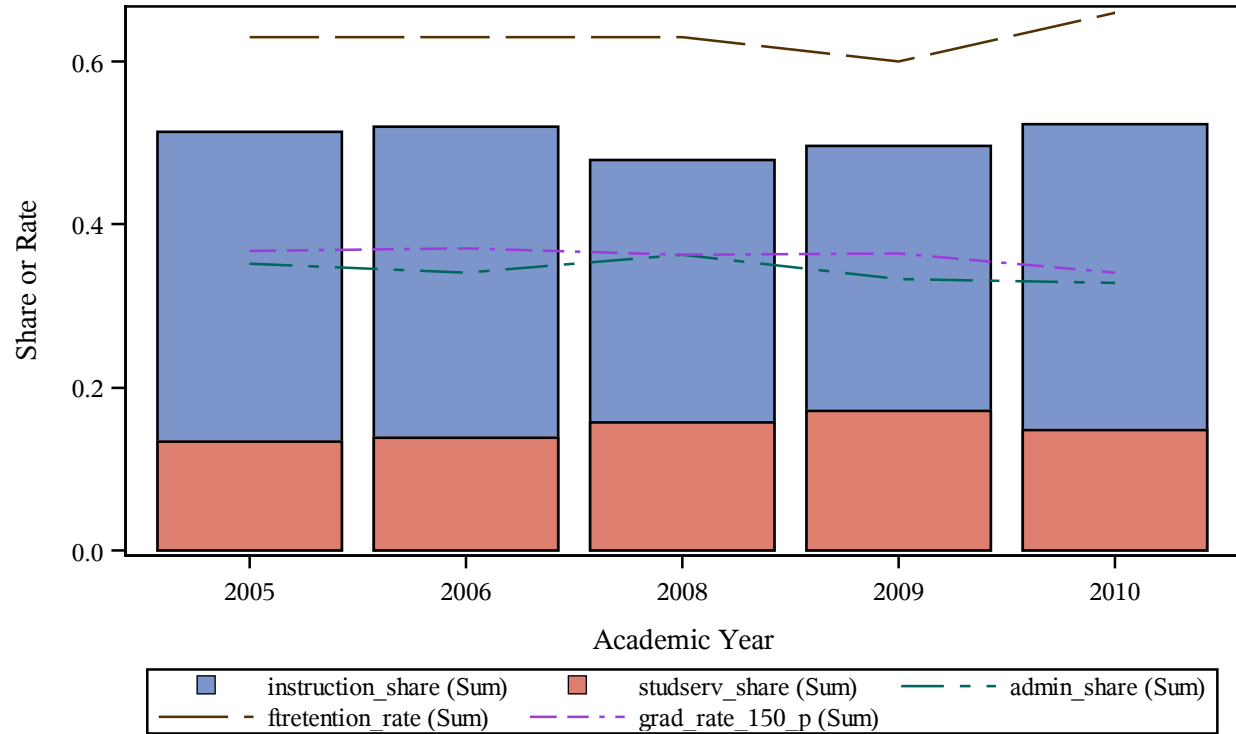 0.6
0.4
0.2
0.0
Share or Rate
2005 2006 2008 2009 2010
Academic Year
instruction_share (Sum) studserv_share (Sum) admin_share (Sum)
ftretention_rate (Sum) grad_rate_150_p (Sum)